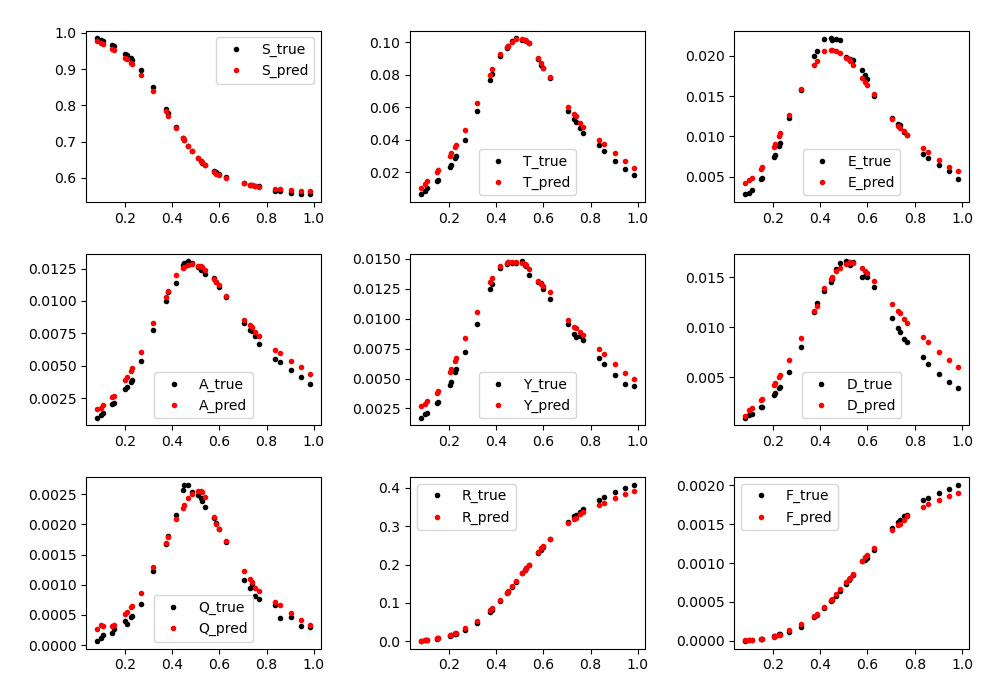 1.0
0.9
0.8
0.7
0.6
S_true
S_pred
0.2 0.4 0.6 0.8 1.0
0.10
0.08
0.06
0.04
0.02
T_true
T_pred
0.2 0.4 0.6 0.8 1.0
0.020
0.015
0.010
0.005
E_true
E_pred
0.2 0.4 0.6 0.8 1.0
0.0125
0.0100
0.0075
0.0050
0.0025
A_true
A_pred
0.2 0.4 0.6 0.8 1.0
0.0150
0.0125
0.0100
0.0075
0.0050
0.0025
Y_true
Y_pred
0.2 0.4 0.6 0.8 1.0
0.015
0.010
0.005
D_true
D_pred
0.2 0.4 0.6 0.8 1.0
0.0025
0.0020
0.0015
0.0010
0.0005
0.0000
Q_true
Q_pred
0.2 0.4 0.6 0.8 1.0
0.4
0.3
0.2
0.1
0.0
R_true
R_pred
0.2 0.4 0.6 0.8 1.0
0.0020
0.0015
0.0010
0.0005
0.0000
F_true
F_pred
0.2 0.4 0.6 0.8 1.0